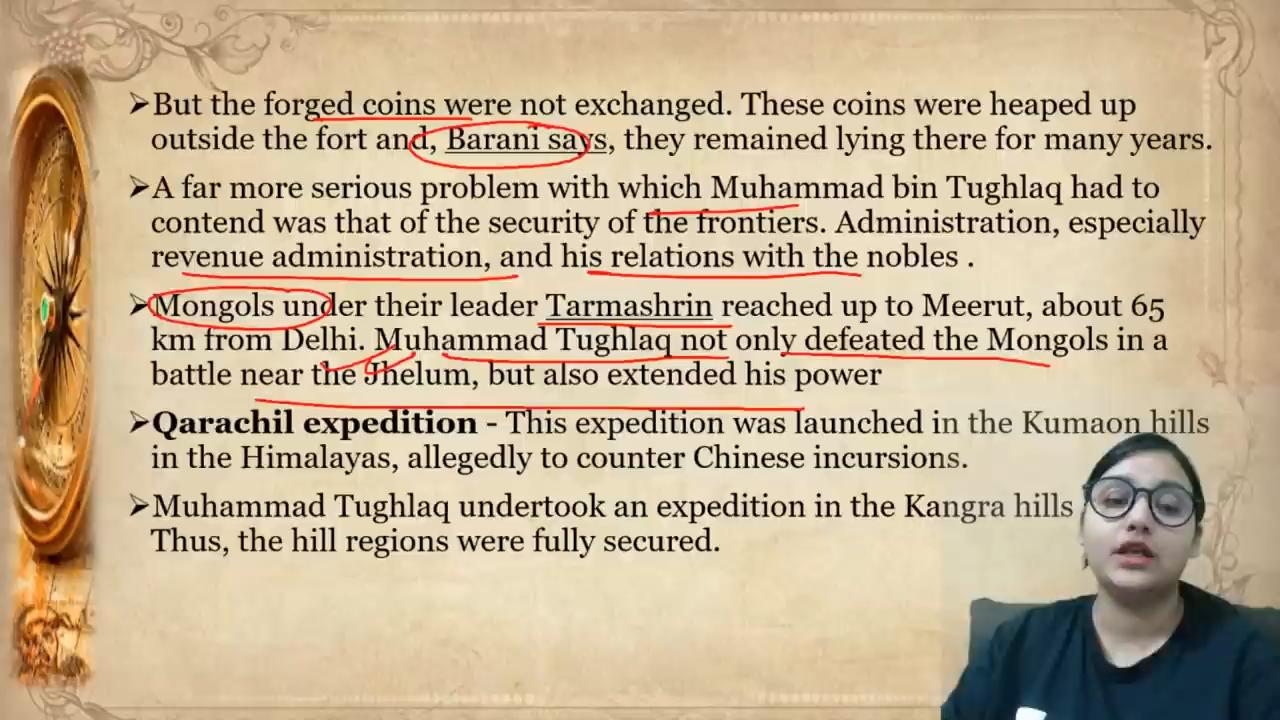 ➢But the forged coins were not exchanged. These coins were heaped up
outside the fort and, Barani says, they remained lying there for many years.
➢A far more serious problem with which Muhammad bin Tughlaq had to
contend was that of the security of the frontiers. Administration, especially
revenue administration, and his relations with the nobles .
➢Mongols under their leader Tarmashrin reached up to Meerut, about 65
km from Delhi. Muhammad Tughlaq not only defeated the Mongols in a
battle near the Jhelum, but also extended his power
➢Qarachil expedition - This expedition was launched in the Kumaon hills
in the Himalayas, allegedly to counter Chinese incursions.
➢Muhammad Tughlaq undertook an expedition in the Kangra hills
Thus, the hill regions were fully secured.